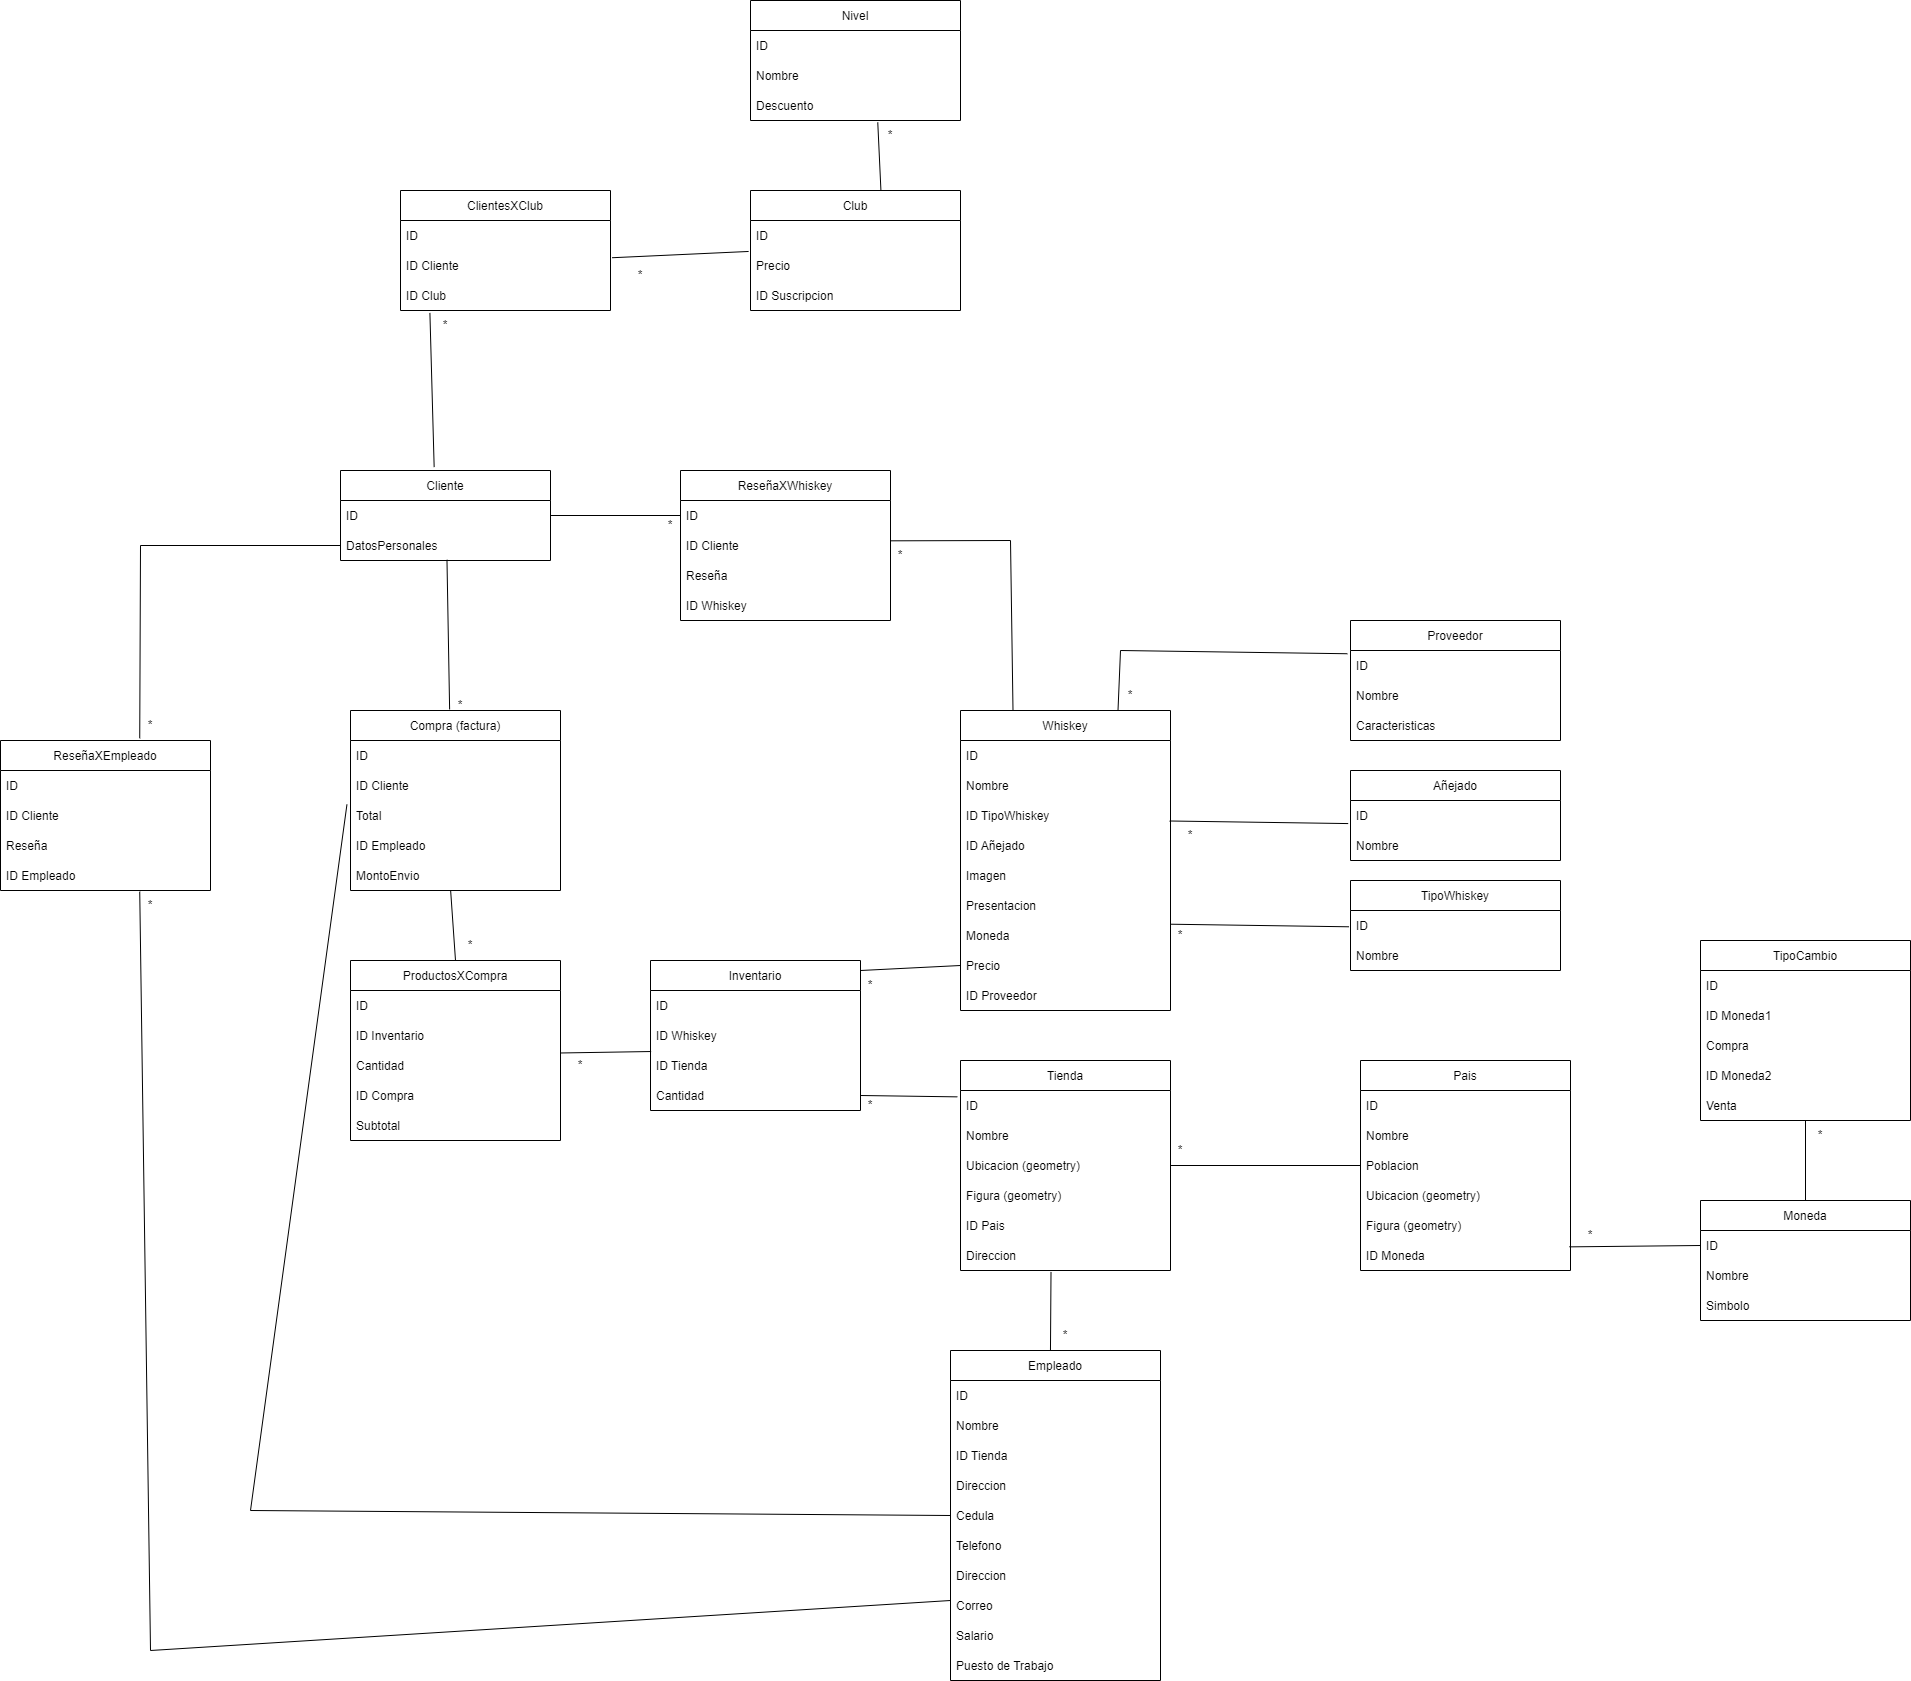 Nivel
ID
Nombre
Descuento
*
ClientesXClub
ID
ID Cliente
ID Club
*
*
Club
ID
Precio
ID Suscripcion
Cliente
ID
DatosPersonales
*
ReseñaXWhiskey
ID
ID Cliente
Reseña
ID Whiskey
*
Proveedor
ID
Nombre
Caracteristicas
*
*
*
ReseñaXEmpleado
ID
ID Cliente
Reseña
ID Empleado
*
Compra (factura)
ID
ID Cliente
Total
ID Empleado
MontoEnvio
*
Whiskey
ID
Nombre
ID TipoWhiskey
ID Añejado
Imagen
Presentacion
Moneda
Precio
ID Proveedor
*
*
Añejado
ID
Nombre
TipoWhiskey
ID
Nombre
ProductosXCompra
ID
ID Inventario
Cantidad
ID Compra
Subtotal
*
Inventario
ID
ID Whiskey
ID Tienda
Cantidad
*
*
Tienda
ID
Nombre
Ubicacion (geometry)
Figura (geometry)
ID Pais
Direccion
*
Pais
ID
Nombre
Poblacion
Ubicacion (geometry)
Figura (geometry)
ID Moneda
*
TipoCambio
ID
ID Moneda1
Compra
ID Moneda2
Venta
*
Moneda
ID
Nombre
Simbolo
*
Empleado
ID
Nombre
ID Tienda
Direccion
Cedula
Telefono
Direccion
Correo
Salario
Puesto de Trabajo